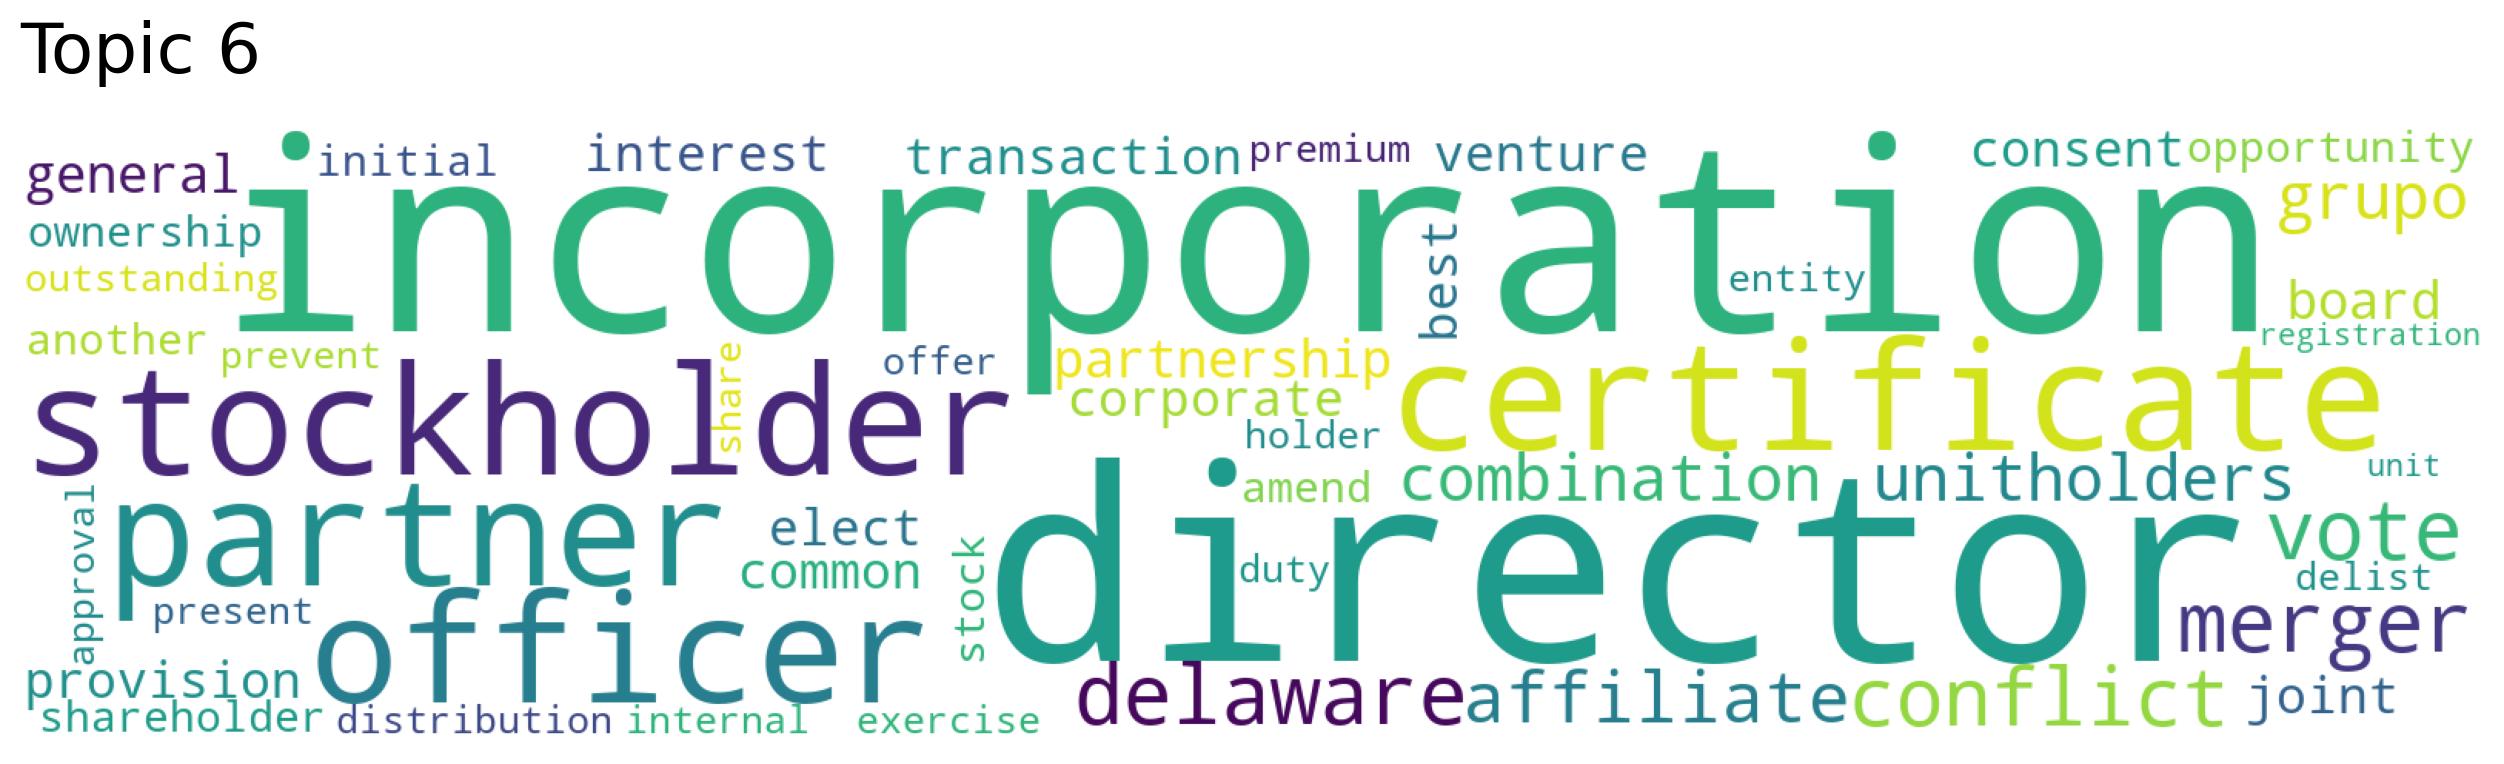 Topic 6
general initial interest transaction premium venture consent opportunity
incorporation
ownership grupo
outstanding best entity board
another prevent share offer partnership registration
stockholder corporate certificate
holder
approval amend combination unitholders unit
partner elect director vote
common stock duty delist
present officer merger
provision delaware affiliate conflict joint
shareholder distribution internal exercise